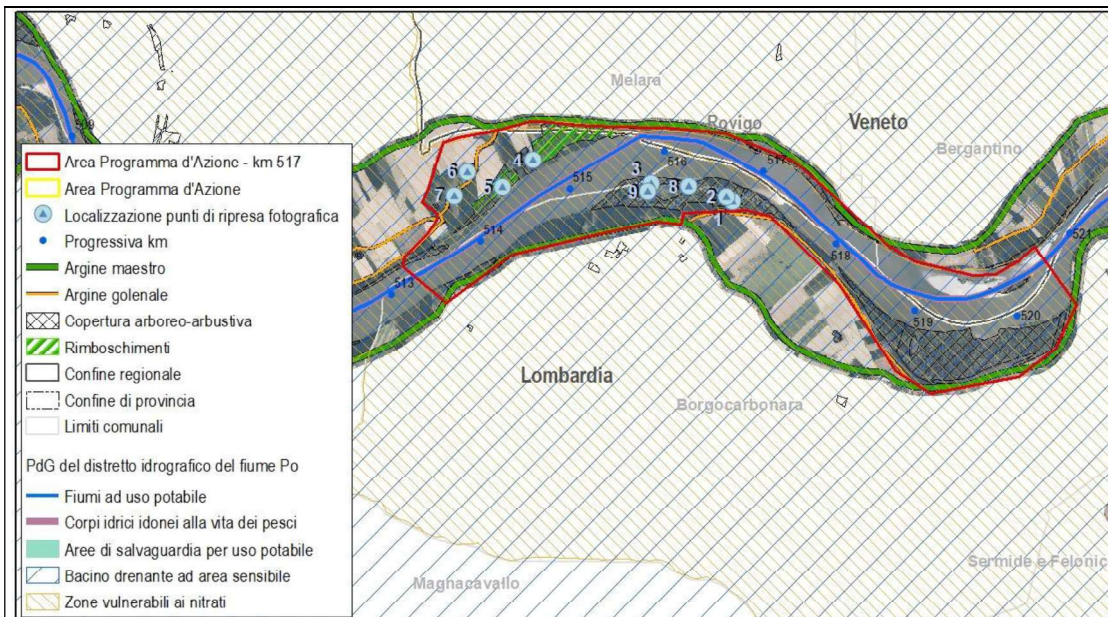 Melara
Rovigo
Veneto
Bergantino
509
4
6
5
7
3
9
8
2
1
513
514
515
516
517
518
519
520
521
Lombardia
Borgocarbonara
Magnacavallo
Sermide e Felonic
Area Programma d'Azione - km 517
Area Programma d'Azione
Localizzazione punti di ripresa fotografica
Progressiva km
Argine maestro
Argine golenale
Copertura arboreo-arbustiva
Rimboschimenti
Confine regionale
Confine di provincia
Limiti comunali
PdG del distretto idrografico del fiume Po
Fiumi ad uso potabile
Corpi idrici idonei alla vita dei pesci
Aree di salvaguardia per uso potabile
Bacino drenante ad area sensibile
Zone vulnerabili ai nitrati